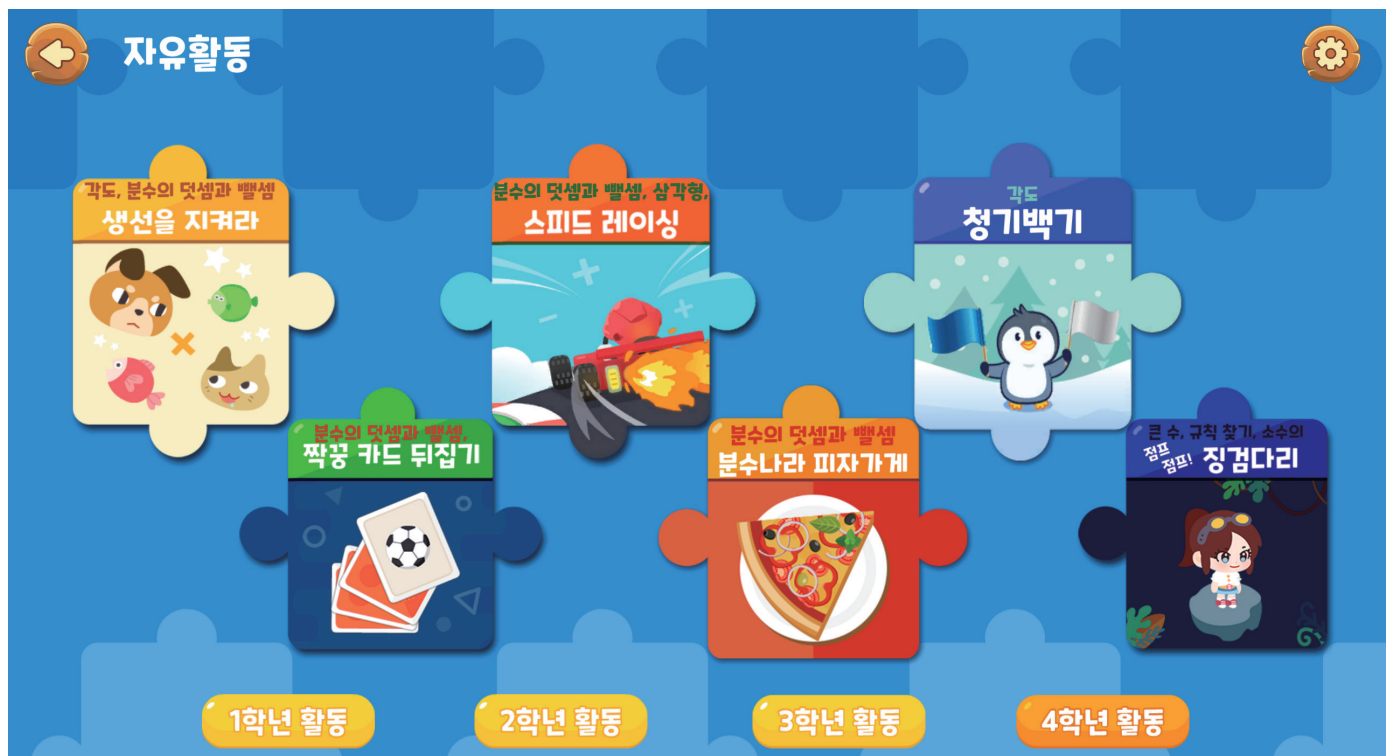 자유활동
각도, 분수의 덧셈과 뺄셈
생선을 지켜라
분수의 덧셈과 뺄셈, 삼각형,
스피드 레이싱
각도
청기백기
분수의 덧셈과 뺄셈,
짝꿍 카드 뒤집기
분수의 덧셈과 뺄셈
분수나라 피자가게
큰 수, 규칙 찾기, 소수의
점프
점프! 징검다리
1학년 활동
2학년 활동
3학년 활동
4학년 활동